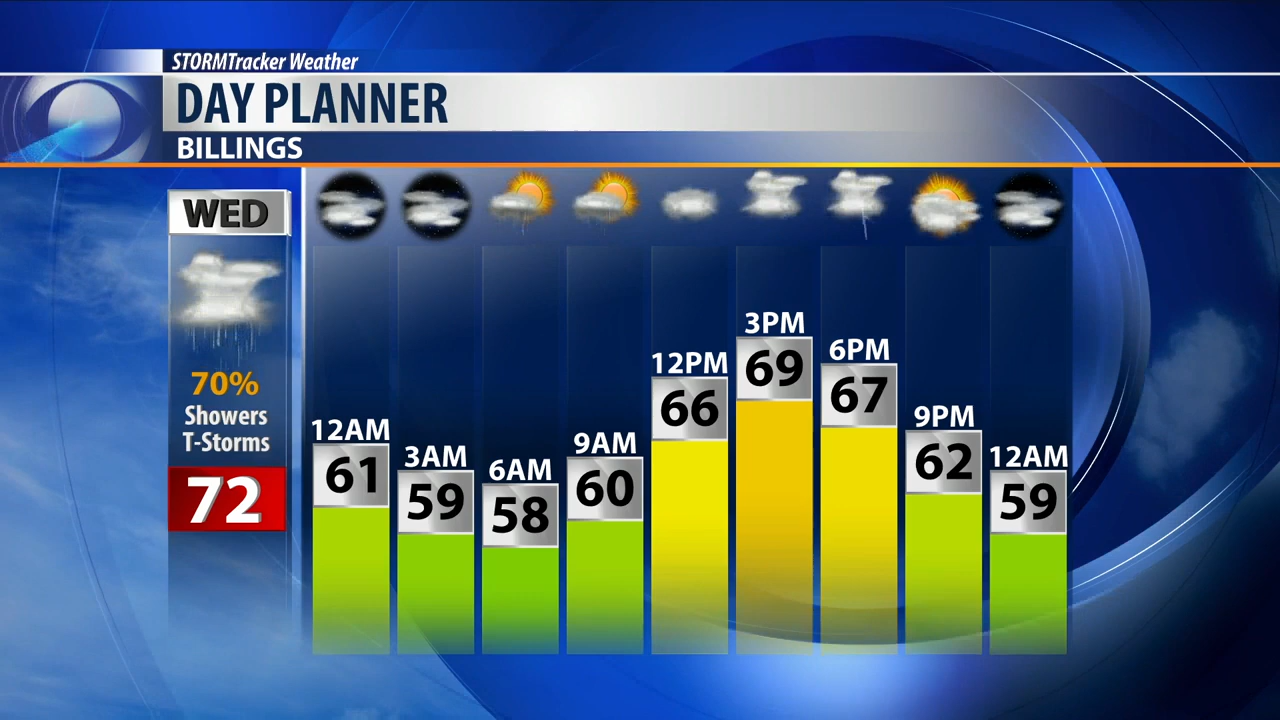 STORMTracker Weather
DAY PLANNER
BILLINGS
WED
70%
Showers
T-Storms
72
12AM
61
3AM
59
6AM
58
9AM
60
12PM
66
3PM
69
6PM
67
9PM
62
12AM
59